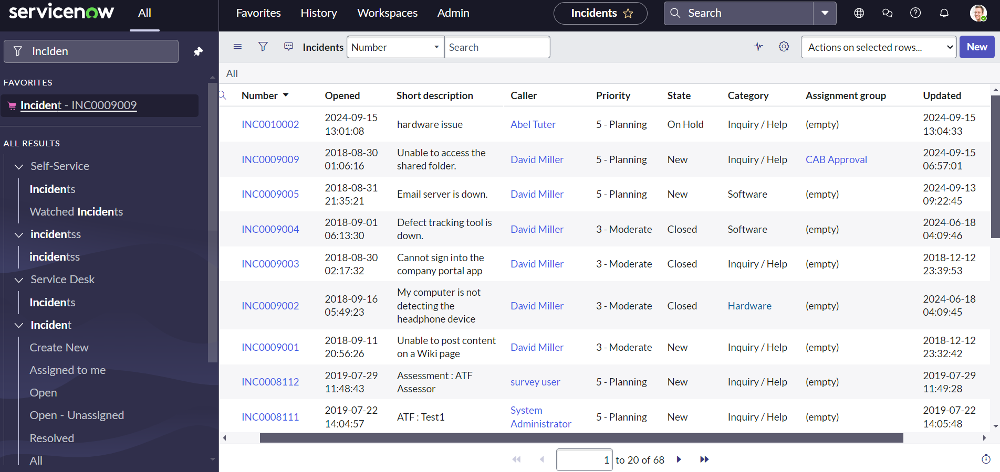 servicenow
All
Favorites
History
Workspaces
Admin
Incidents
Search
inciden
FAVORITES
Incident - INC0009009
ALL RESULTS
Self-Service
Incidents
Watched Incidents
incidentss
incidentss
Service Desk
Incidents
Incident
Create New
Assigned to me
Open
Open - Unassigned
Resolved
All
Incidents
Number
Search
Actions on selected rows...
New
All
Number Opened Short description Caller Priority State Category Assignment group Updated
INC0010002 2024-09-15 13:01:08 hardware issue Abel Tuter 5 - Planning On Hold Inquiry / Help (empty) 2024-09-15 13:04:33
INC0009009 2018-08-30 01:06:16 Unable to access the shared folder. David Miller 5 - Planning New Inquiry / Help CAB Approval 2024-09-15 06:57:01
INC0009005 2018-08-31 21:35:21 Email server is down. David Miller 5 - Planning New Software (empty) 2024-09-13 09:22:45
INC0009004 2018-09-01 06:13:30 Defect tracking tool is down. David Miller 3 - Moderate Closed Software (empty) 2024-06-18 04:09:46
INC0009003 2018-08-30 02:17:32 Cannot sign into the company portal app David Miller 3 - Moderate Closed Inquiry / Help (empty) 2018-12-12 23:39:53
INC0009002 2018-09-16 05:49:23 My computer is not detecting the headphone device David Miller 3 - Moderate Closed Hardware (empty) 2024-06-18 04:09:45
INC0009001 2018-09-11 20:56:26 Unable to post content on a Wiki page David Miller 3 - Moderate New Inquiry / Help (empty) 2018-12-12 23:32:42
INC0008112 2019-07-29 11:48:43 Assessment : ATF Assessor survey user 5 - Planning New Inquiry / Help (empty) 2019-07-29 11:49:28
INC0008111 2019-07-22 14:04:57 ATF : Test1 System Administrator 5 - Planning New Inquiry / Help (empty) 2019-07-22 14:05:48
1 to 20 of 68